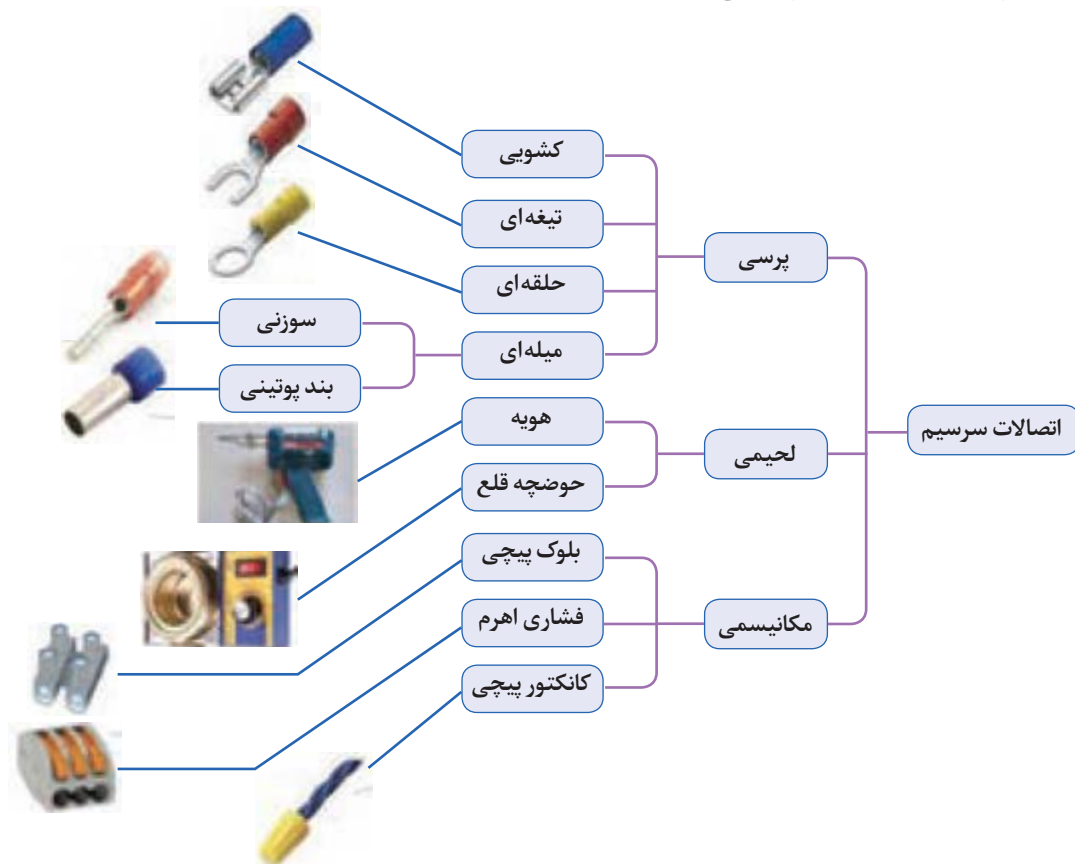 اتصالات سرسیم
پرسی
کشویی
تیغه‌ای
حلقه‌ای
میله‌ای
سوزنی
بند پوتینی
لحیمی
هویه
حوضچه قلع
مکانیسمی
بلوک پیچی
فشاری اهرم
کانکتور پیچی